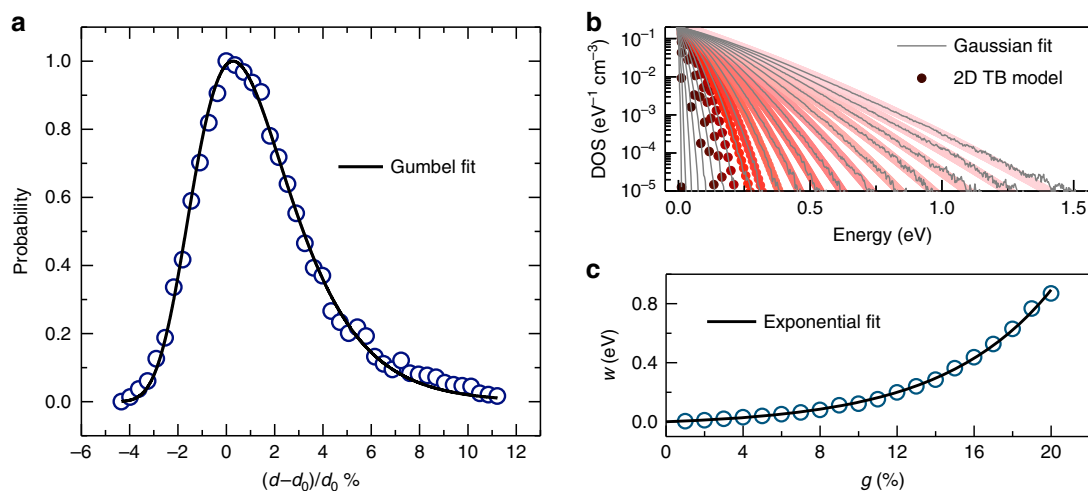 a
Probability
1.0
0.8
0.6
0.4
0.2
0.0
Gumbel fit
−6 −4 −2 0 2 4 6 8 10 12
(d−d₀)/d₀ %
b
DOS (eV⁻¹ cm⁻³)
10⁻¹
10⁻²
10⁻³
10⁻⁴
10⁻⁵
Gaussian fit
2D TB model
0.0 0.5 1.0 1.5
Energy (eV)
c
w (eV)
0.8
0.4
0.0
Exponential fit
0 4 8 12 16 20
g (%)